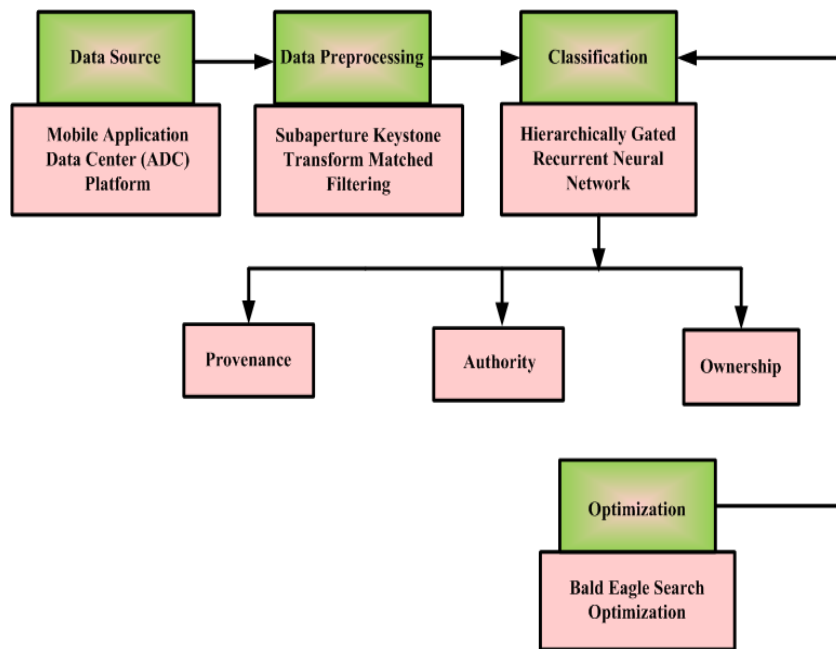 Data Source
Data Preprocessing
Classification
Mobile Application
Data Center (ADC)
Platform
Subaperture Keystone
Transform Matched
Filtering
Hierarchically Gated
Recurrent Neural
Network
Provenance
Authority
Ownership
Optimization
Bald Eagle Search
Optimization